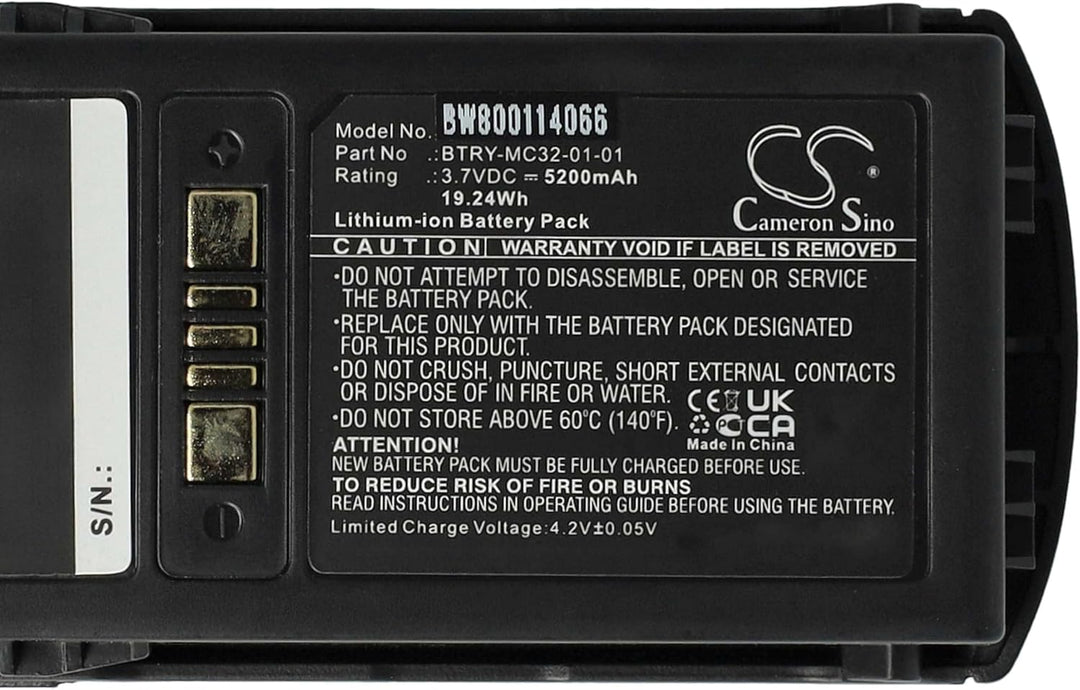 Model No. BW800114066
Part No .: BTRY-MC32-01-01
Rating .: 3.7VDC ⎓ 5200mAh
19.24Wh
Lithium-ion Battery Pack
CS ®
Cameron Sino
CAUTION WARRANTY VOID IF LABEL IS REMOVED
•DO NOT ATTEMPT TO DISASSEMBLE, OPEN OR SERVICE
THE BATTERY PACK.
•REPLACE ONLY WITH THE BATTERY PACK DESIGNATED
FOR THIS PRODUCT.
•DO NOT CRUSH, PUNCTURE, SHORT EXTERNAL CONTACTS
OR DISPOSE OF IN FIRE OR WATER.
•DO NOT STORE ABOVE 60°C (140°F).
CE UK
CA
Made In China
ATTENTION!
NEW BATTERY PACK MUST BE FULLY CHARGED BEFORE USE.
TO REDUCE RISK OF FIRE OR BURNS
READ INSTRUCTIONS IN OPERATING GUIDE BEFORE USING THE BATTERY.
Limited Charge Voltage:4.2V±0.05V
S/N.: